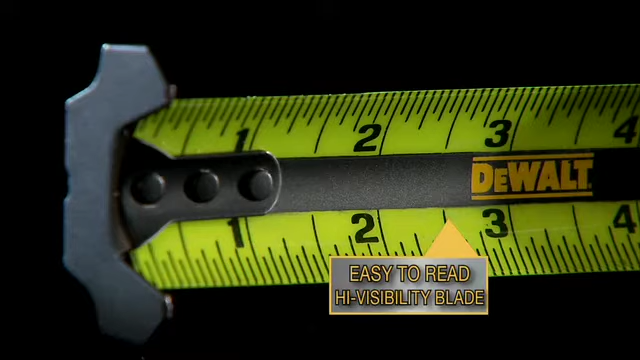 1 2 3 4
DEWALT
1 2 3 4
EASY TO READ
HI-VISIBILITY BLADE